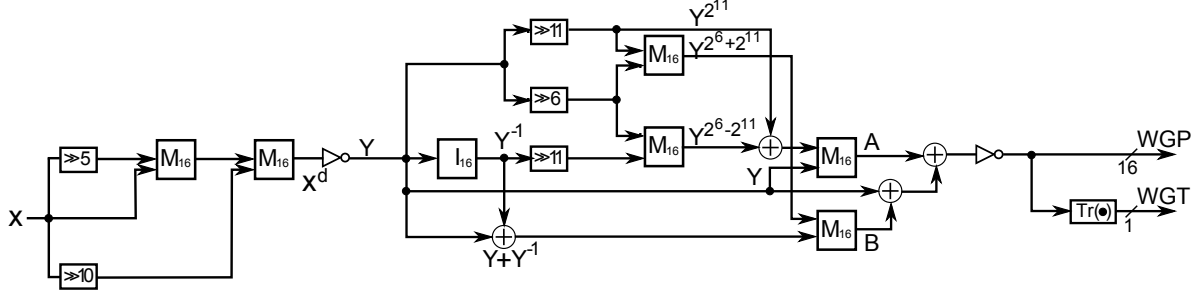 X
≫5
≫10
M₁₆
M₁₆
X^d
Y
I₁₆
Y⁻¹
Y+Y⁻¹
≫11
≫6
≫11
M₁₆
M₁₆
Y^{2^{11}}
Y^{2^6+2^{11}}
Y^{2^6-2^{11}}
Y
M₁₆
A
M₁₆
B
WGP
16
Tr(•)
WGT
1